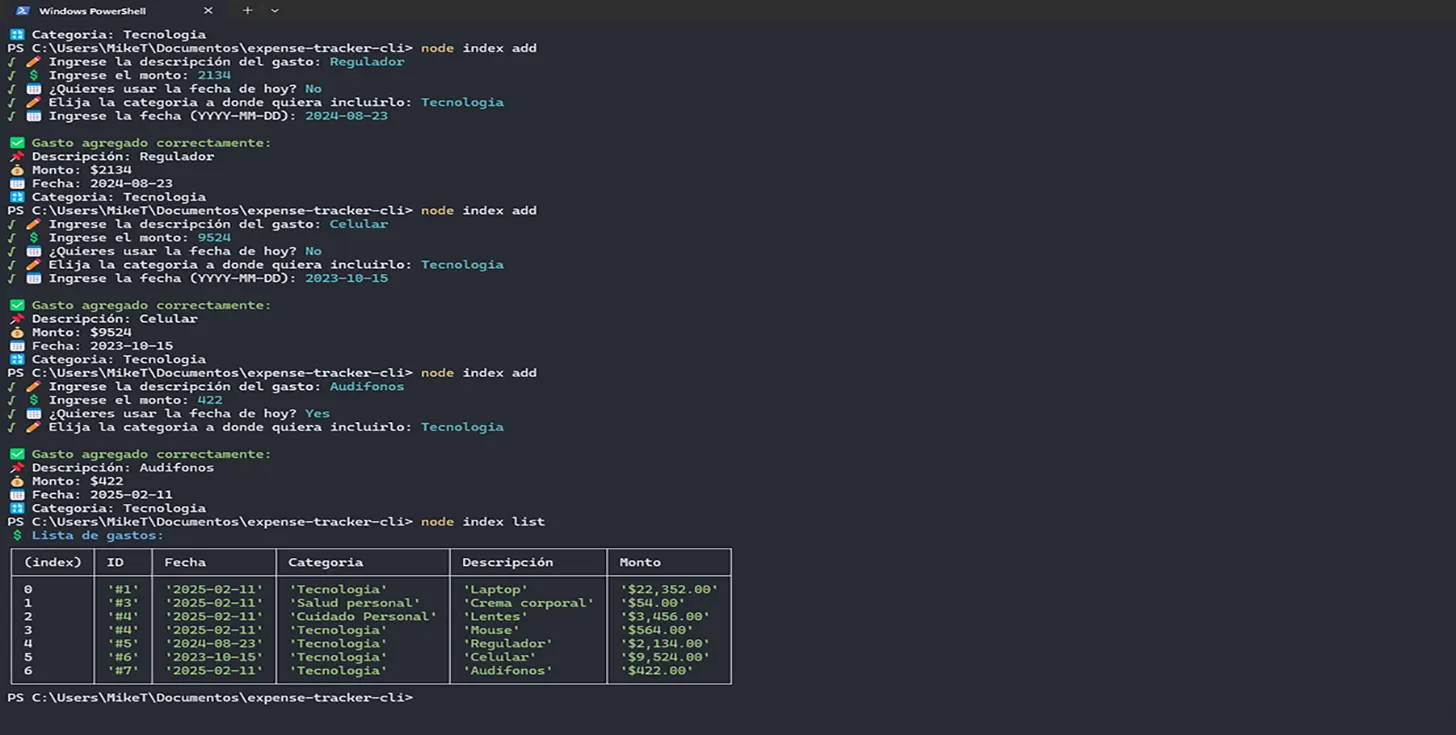 Windows PowerShell
Categoria: Tecnologia
PS C:\Users\MikeT\Documentos\expense-tracker-cli> node index add
√ Ingrese la descripción del gasto: Regulador
√ Ingrese el monto: 2134
√ ¿Quieres usar la fecha de hoy? No
√ Elija la categoria a donde quiera incluirlo: Tecnologia
√ Ingrese la fecha (YYYY-MM-DD): 2024-08-23
Gasto agregado correctamente:
Descripción: Regulador
Monto: $2134
Fecha: 2024-08-23
Categoria: Tecnologia
PS C:\Users\MikeT\Documentos\expense-tracker-cli> node index add
√ Ingrese la descripción del gasto: Celular
√ Ingrese el monto: 9524
√ ¿Quieres usar la fecha de hoy? No
√ Elija la categoria a donde quiera incluirlo: Tecnologia
√ Ingrese la fecha (YYYY-MM-DD): 2023-10-15
Gasto agregado correctamente:
Descripción: Celular
Monto: $9524
Fecha: 2023-10-15
Categoria: Tecnologia
PS C:\Users\MikeT\Documentos\expense-tracker-cli> node index add
√ Ingrese la descripción del gasto: Audifonos
√ Ingrese el monto: 422
√ ¿Quieres usar la fecha de hoy? Yes
√ Elija la categoria a donde quiera incluirlo: Tecnologia
Gasto agregado correctamente:
Descripción: Audifonos
Monto: $422
Fecha: 2025-02-11
Categoria: Tecnologia
PS C:\Users\MikeT\Documentos\expense-tracker-cli> node index list
$ Lista de gastos:
(index) ID Fecha Categoria Descripción Monto
0 '#1' '2025-02-11' 'Tecnologia' 'Laptop' '$22,352.00'
1 '#3' '2025-02-11' 'Salud personal' 'Crema corporal' '$54.00'
2 '#4' '2025-02-11' 'Cuidado Personal' 'Lentes' '$3,456.00'
3 '#4' '2025-02-11' 'Tecnologia' 'Mouse' '$564.00'
4 '#5' '2024-08-23' 'Tecnologia' 'Regulador' '$2,134.00'
5 '#6' '2023-10-15' 'Tecnologia' 'Celular' '$9,524.00'
6 '#7' '2025-02-11' 'Tecnologia' 'Audifonos' '$422.00'
PS C:\Users\MikeT\Documentos\expense-tracker-cli>